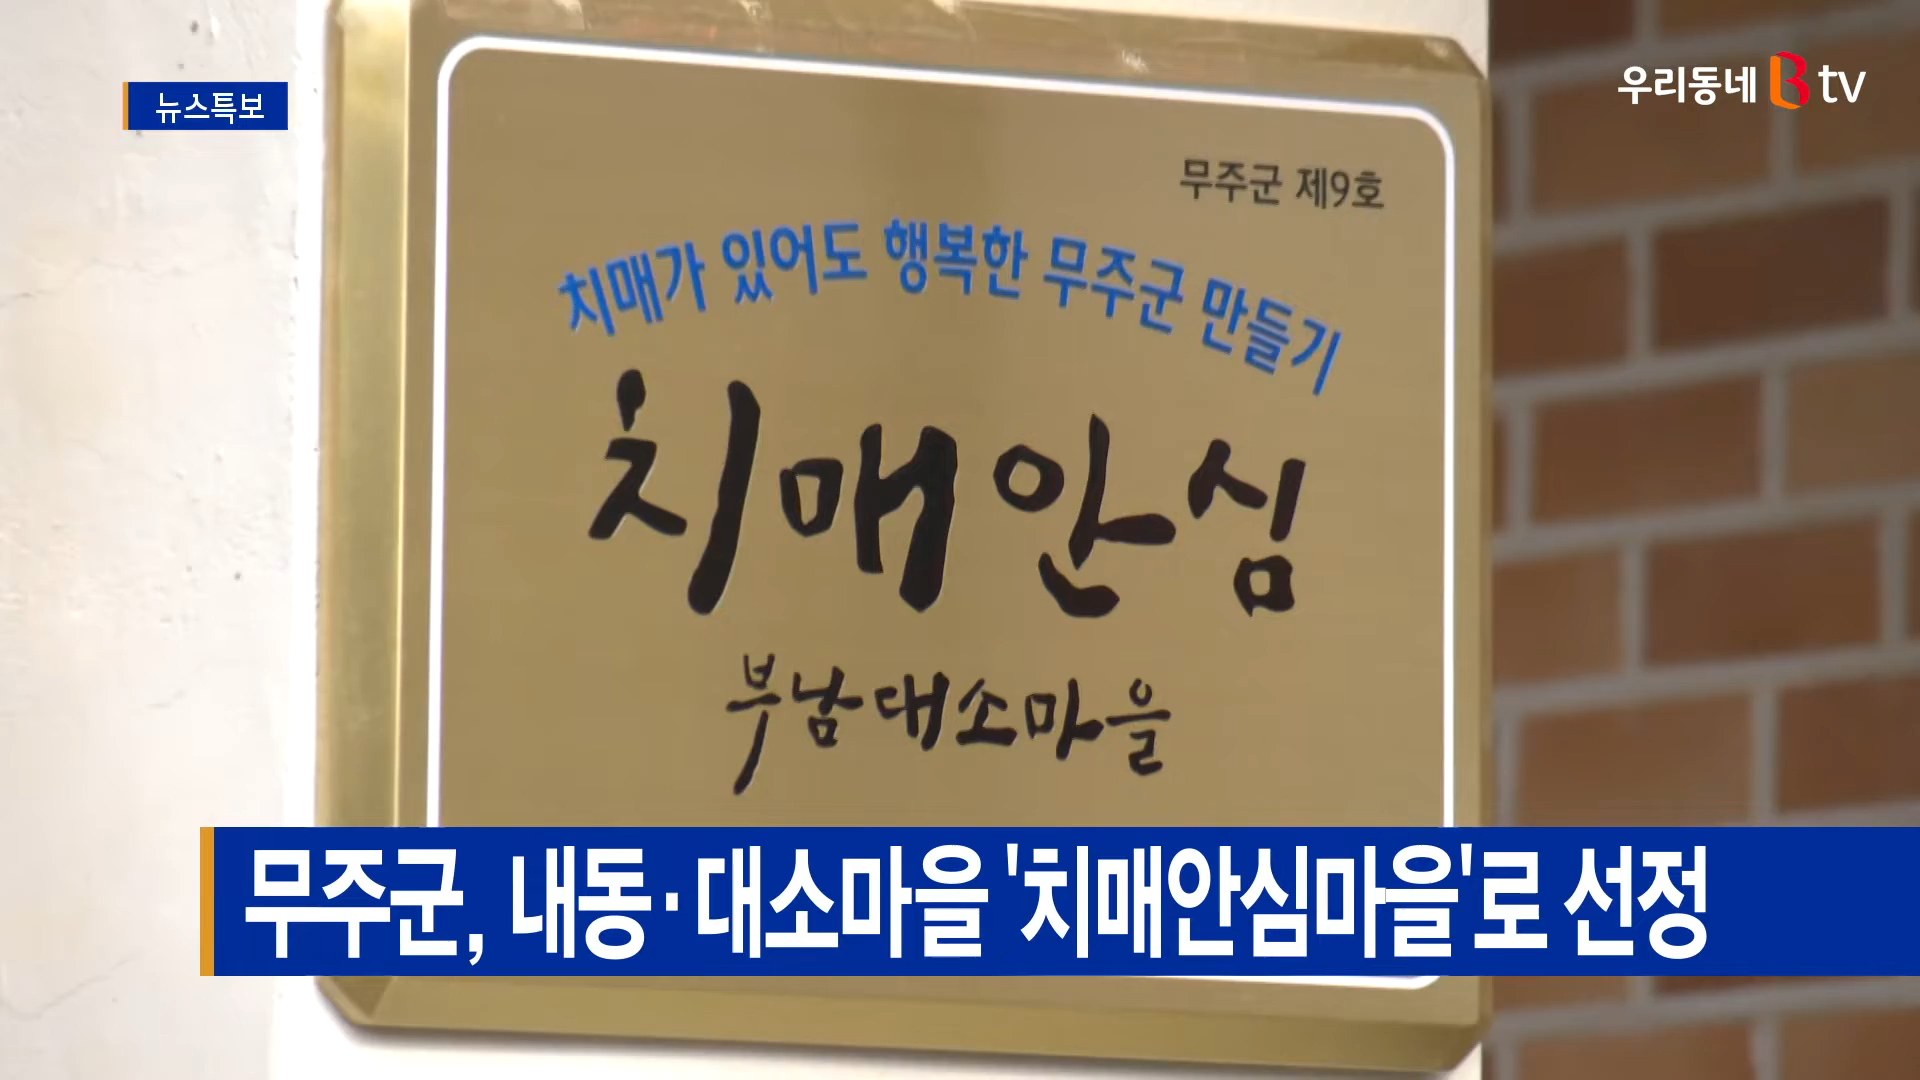 뉴스특보
우리동네 B tv
무주군 제9호
치매가 있어도 행복한 무주군 만들기
치매안심
부남대소마을
무주군, 내동·대소마을 '치매안심마을'로 선정